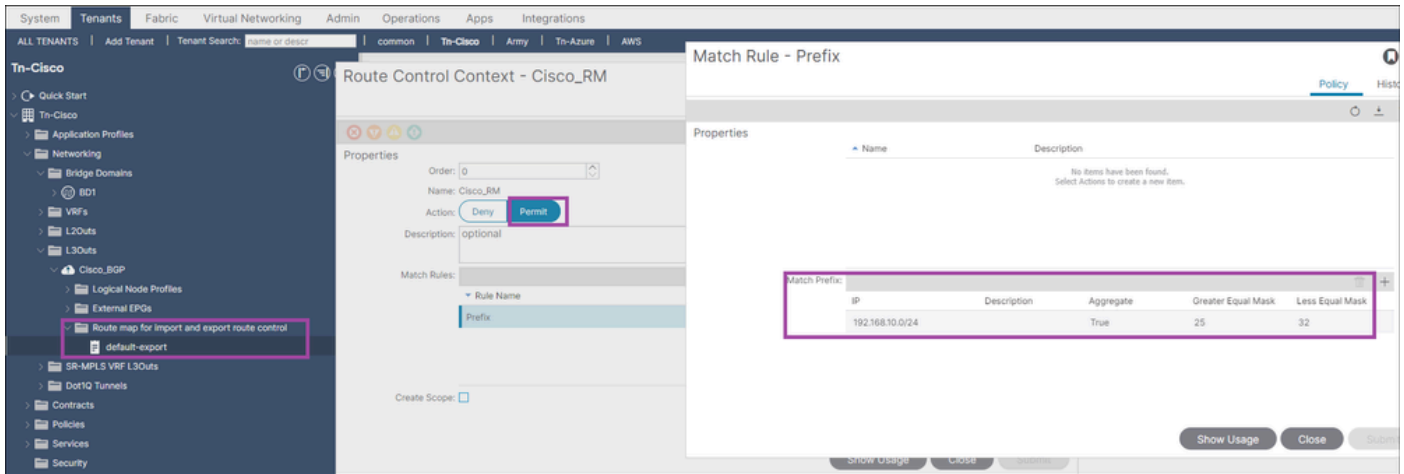 System Tenants Fabric Virtual Networking Admin Operations Apps Integrations
ALL TENANTS | Add Tenant | Tenant Search: name or descr | common | Tn-Cisco | Army | Tn-Azure | AWS
Tn-Cisco
Quick Start
Tn-Cisco
Application Profiles
Networking
Bridge Domains
BD1
VRFs
L2Outs
L3Outs
Cisco_BGP
Logical Node Profiles
External EPGs
Route map for import and export route control
default-export
SR-MPLS VRF L3Outs
Dot1Q Tunnels
Contracts
Policies
Services
Security
Route Control Context - Cisco_RM
Properties
Order: 0
Name: Cisco_RM
Action: Deny Permit
Description: optional
Match Rules:
Rule Name
Prefix
Create Scope:
Show Usage Close Submit
Match Rule - Prefix
Policy Histo
Properties
Name Description
No items have been found.
Select Actions to create a new item.
Match Prefix:
IP Description Aggregate Greater Equal Mask Less Equal Mask
192.168.10.0/24 True 25 32
Show Usage Close Submi